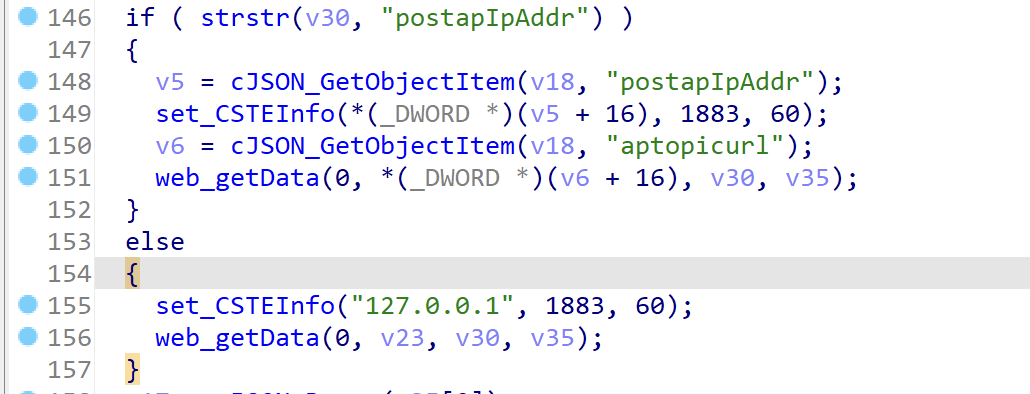 146 if ( strstr(v30, "postapIpAddr") )
147 {
148 v5 = cJSON_GetObjectItem(v18, "postapIpAddr");
149 set_CSTEInfo(*(_DWORD *)(v5 + 16), 1883, 60);
150 v6 = cJSON_GetObjectItem(v18, "aptopicurl");
151 web_getData(0, *(_DWORD *)(v6 + 16), v30, v35);
152 }
153 else
154 {
155 set_CSTEInfo("127.0.0.1", 1883, 60);
156 web_getData(0, v23, v30, v35);
157 }